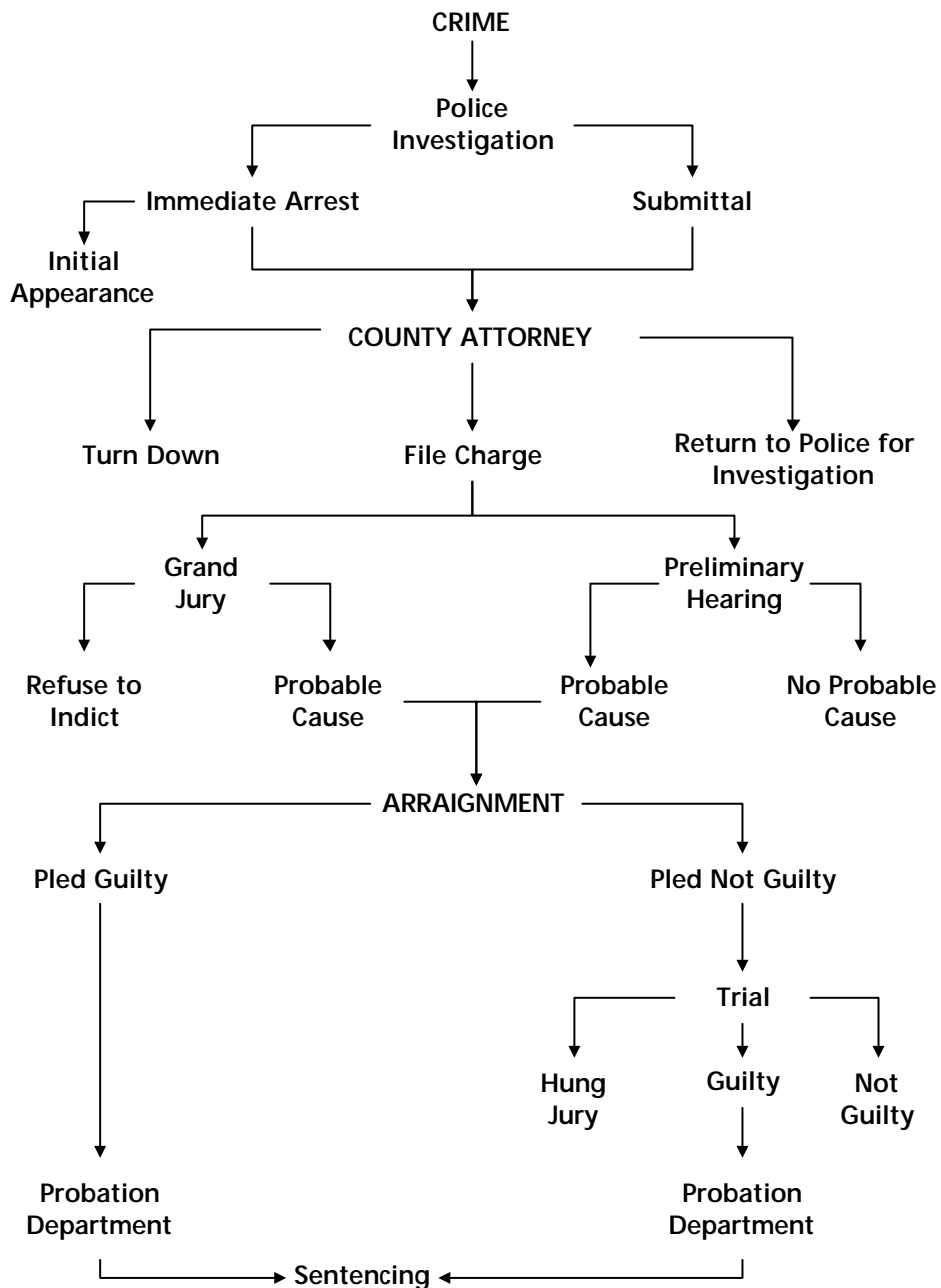 CRIME
Police
Investigation
Immediate Arrest
Submittal
Initial
Appearance
COUNTY ATTORNEY
Turn Down
File Charge
Return to Police for
Investigation
Grand
Jury
Preliminary
Hearing
Refuse to
Indict
Probable
Cause
Probable
Cause
No Probable
Cause
ARRAIGNMENT
Pled Guilty
Pled Not Guilty
Trial
Hung
Jury
Guilty
Not
Guilty
Probation
Department
Probation
Department
Sentencing